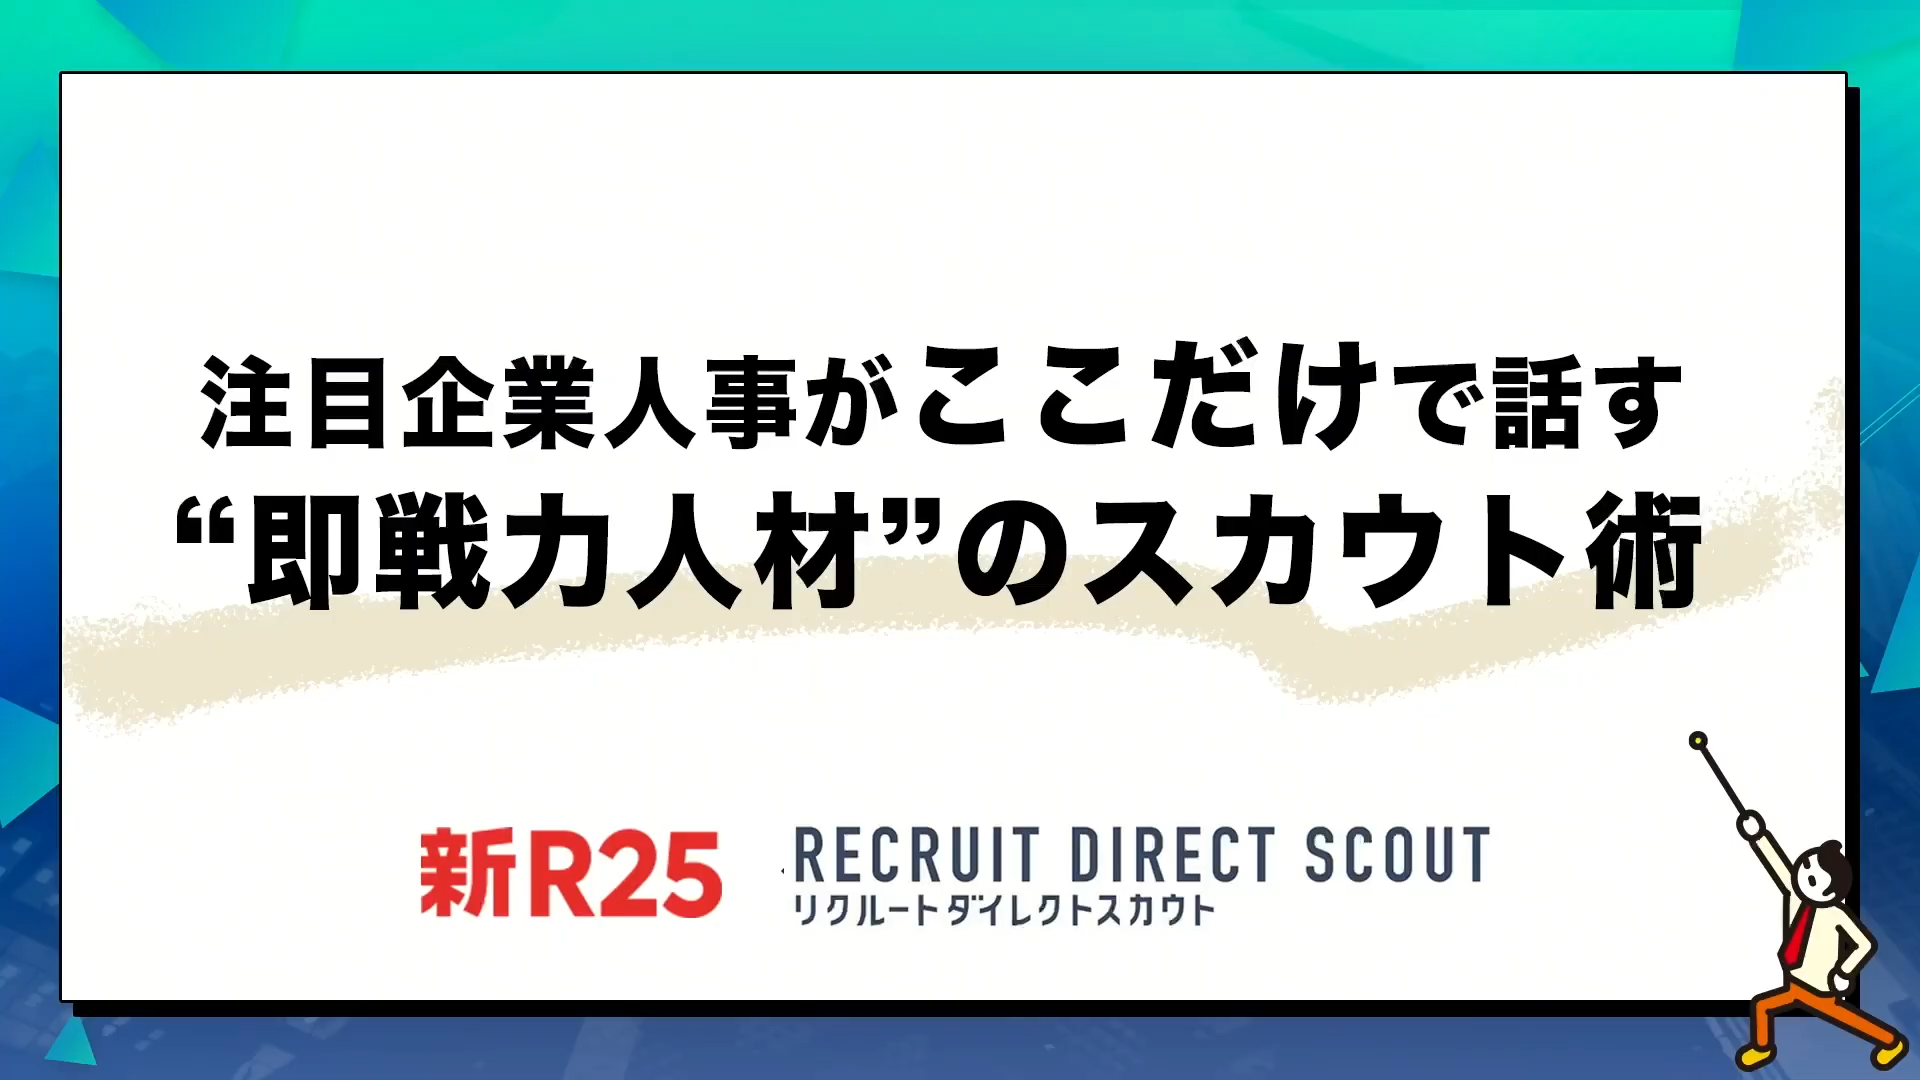 注目企業人事がここだけで話す
“即戦力人材”のスカウト術
新R25
RECRUIT DIRECT SCOUT
リクルートダイレクトスカウト